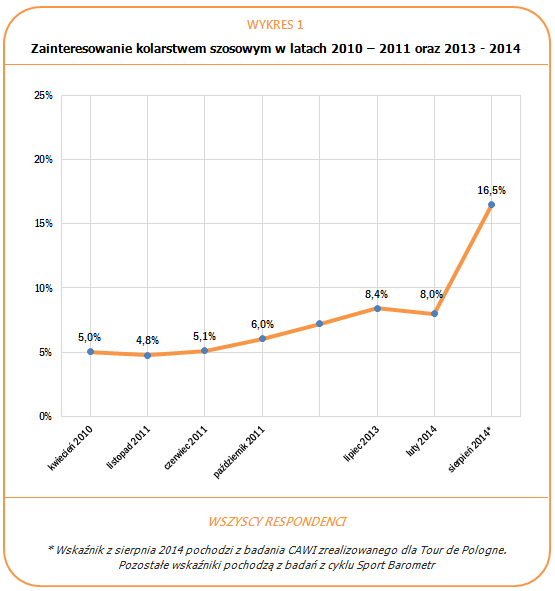 WYKRES 1
Zainteresowanie kolarstwem szosowym w latach 2010 – 2011 oraz 2013 - 2014
25%
20%
15%
10%
5%
0%
5,0%
4,8%
5,1%
6,0%
8,4%
8,0%
16,5%
kwiecień 2010
listopad 2011
czerwiec 2011
październik 2011
lipiec 2013
luty 2014
sierpień 2014*
WSZYSCY RESPONDENCI
* Wskaźnik z sierpnia 2014 pochodzi z badania CAWI zrealizowanego dla Tour de Pologne.
Pozostałe wskaźniki pochodzą z badań z cyklu Sport Barometr